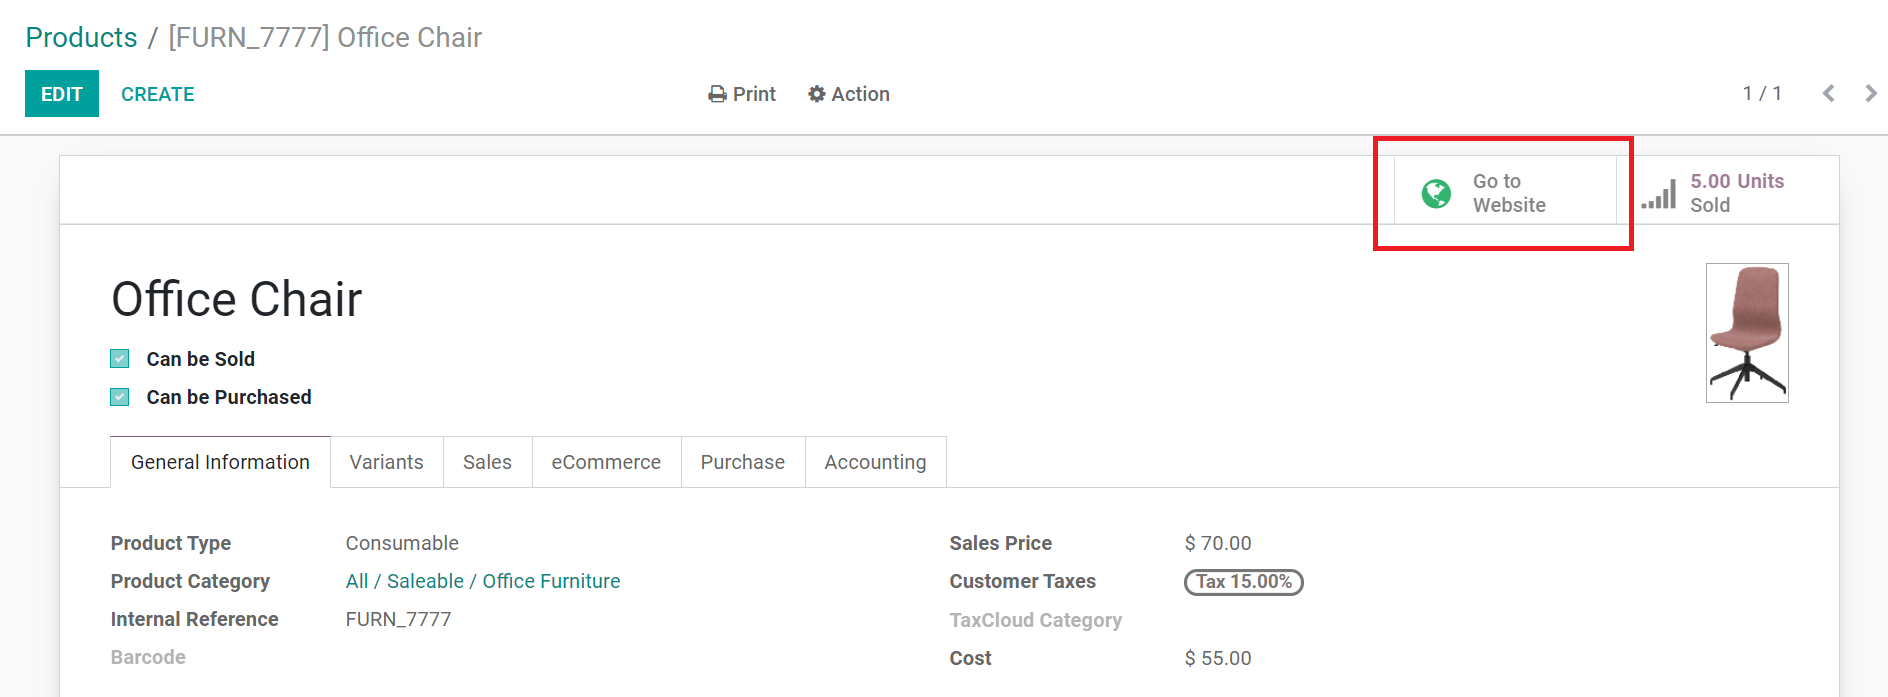 Products / [FURN_7777] Office Chair
EDIT CREATE Print Action 1 / 1
Go to
Website
5.00 Units
Sold
Office Chair
Can be Sold
Can be Purchased
General Information Variants Sales eCommerce Purchase Accounting
Product Type Consumable Sales Price $ 70.00
Product Category All / Saleable / Office Furniture Customer Taxes Tax 15.00%
Internal Reference FURN_7777 TaxCloud Category
Barcode Cost $ 55.00